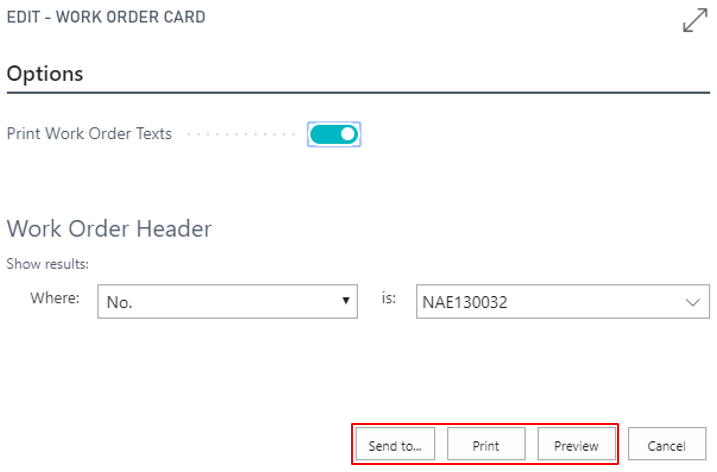 EDIT - WORK ORDER CARD
Options
Print Work Order Texts
Work Order Header
Show results:
Where: No. is: NAE130032
Send to... Print Preview Cancel